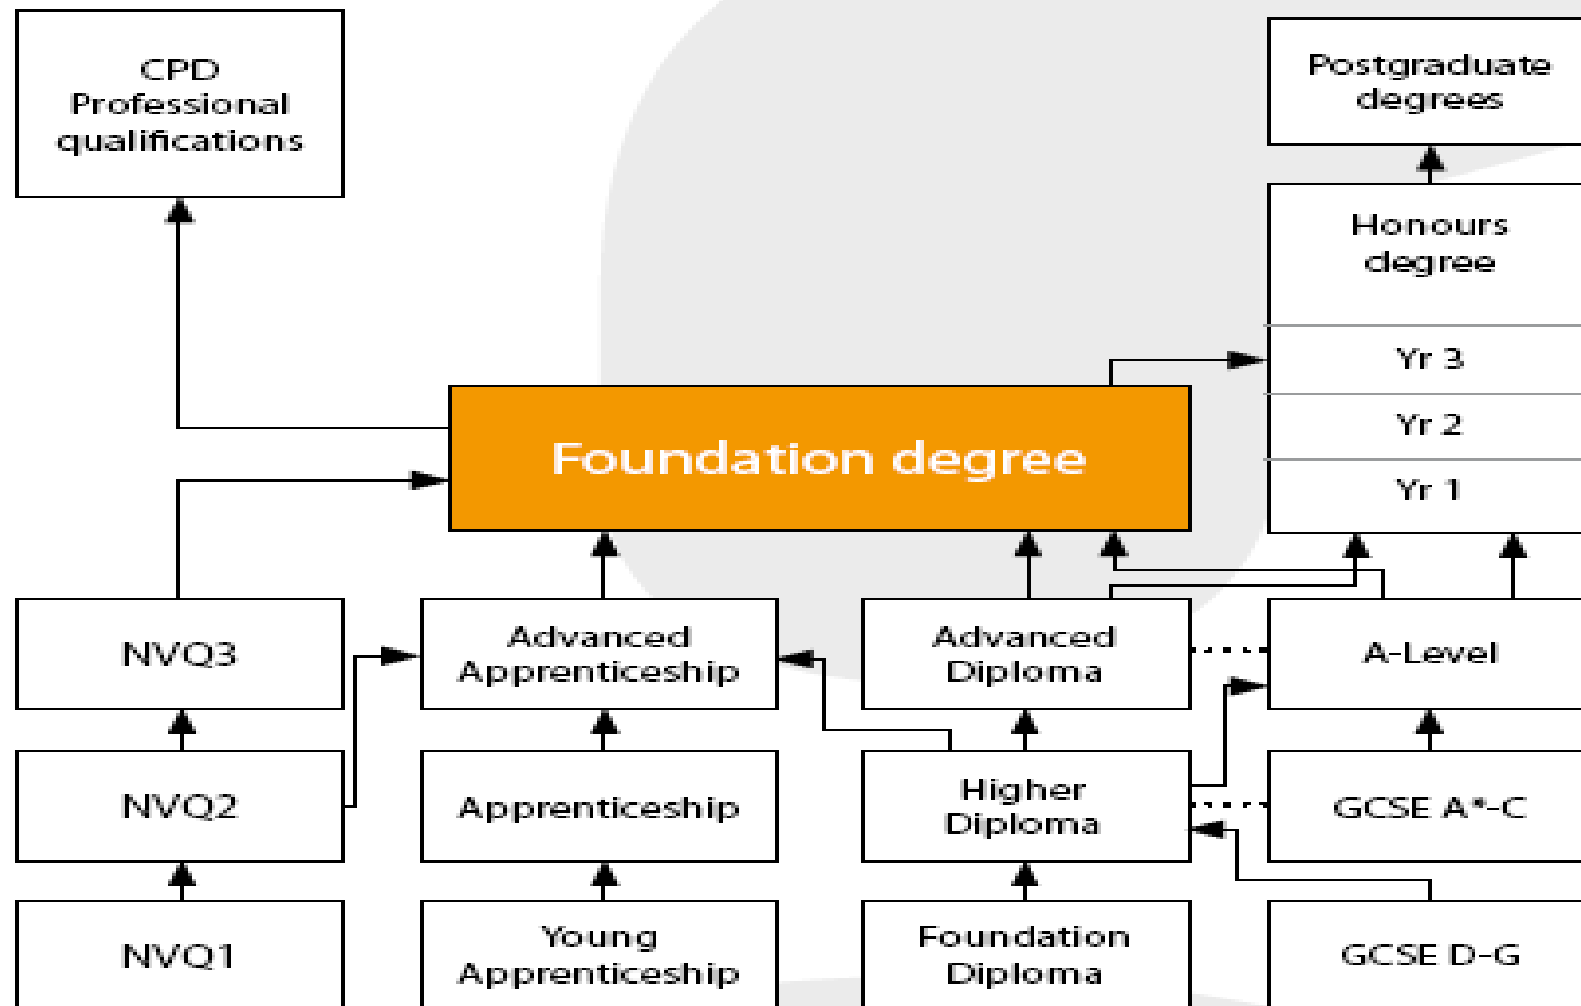 CPD
Professional
qualifications
Postgraduate
degrees
Honours
degree
Yr 3
Yr 2
Yr 1
Foundation degree
NVQ3
Advanced
Apprenticeship
Advanced
Diploma
A-Level
NVQ2
Apprenticeship
Higher
Diploma
GCSE A*-C
NVQ1
Young
Apprenticeship
Foundation
Diploma
GCSE D-G